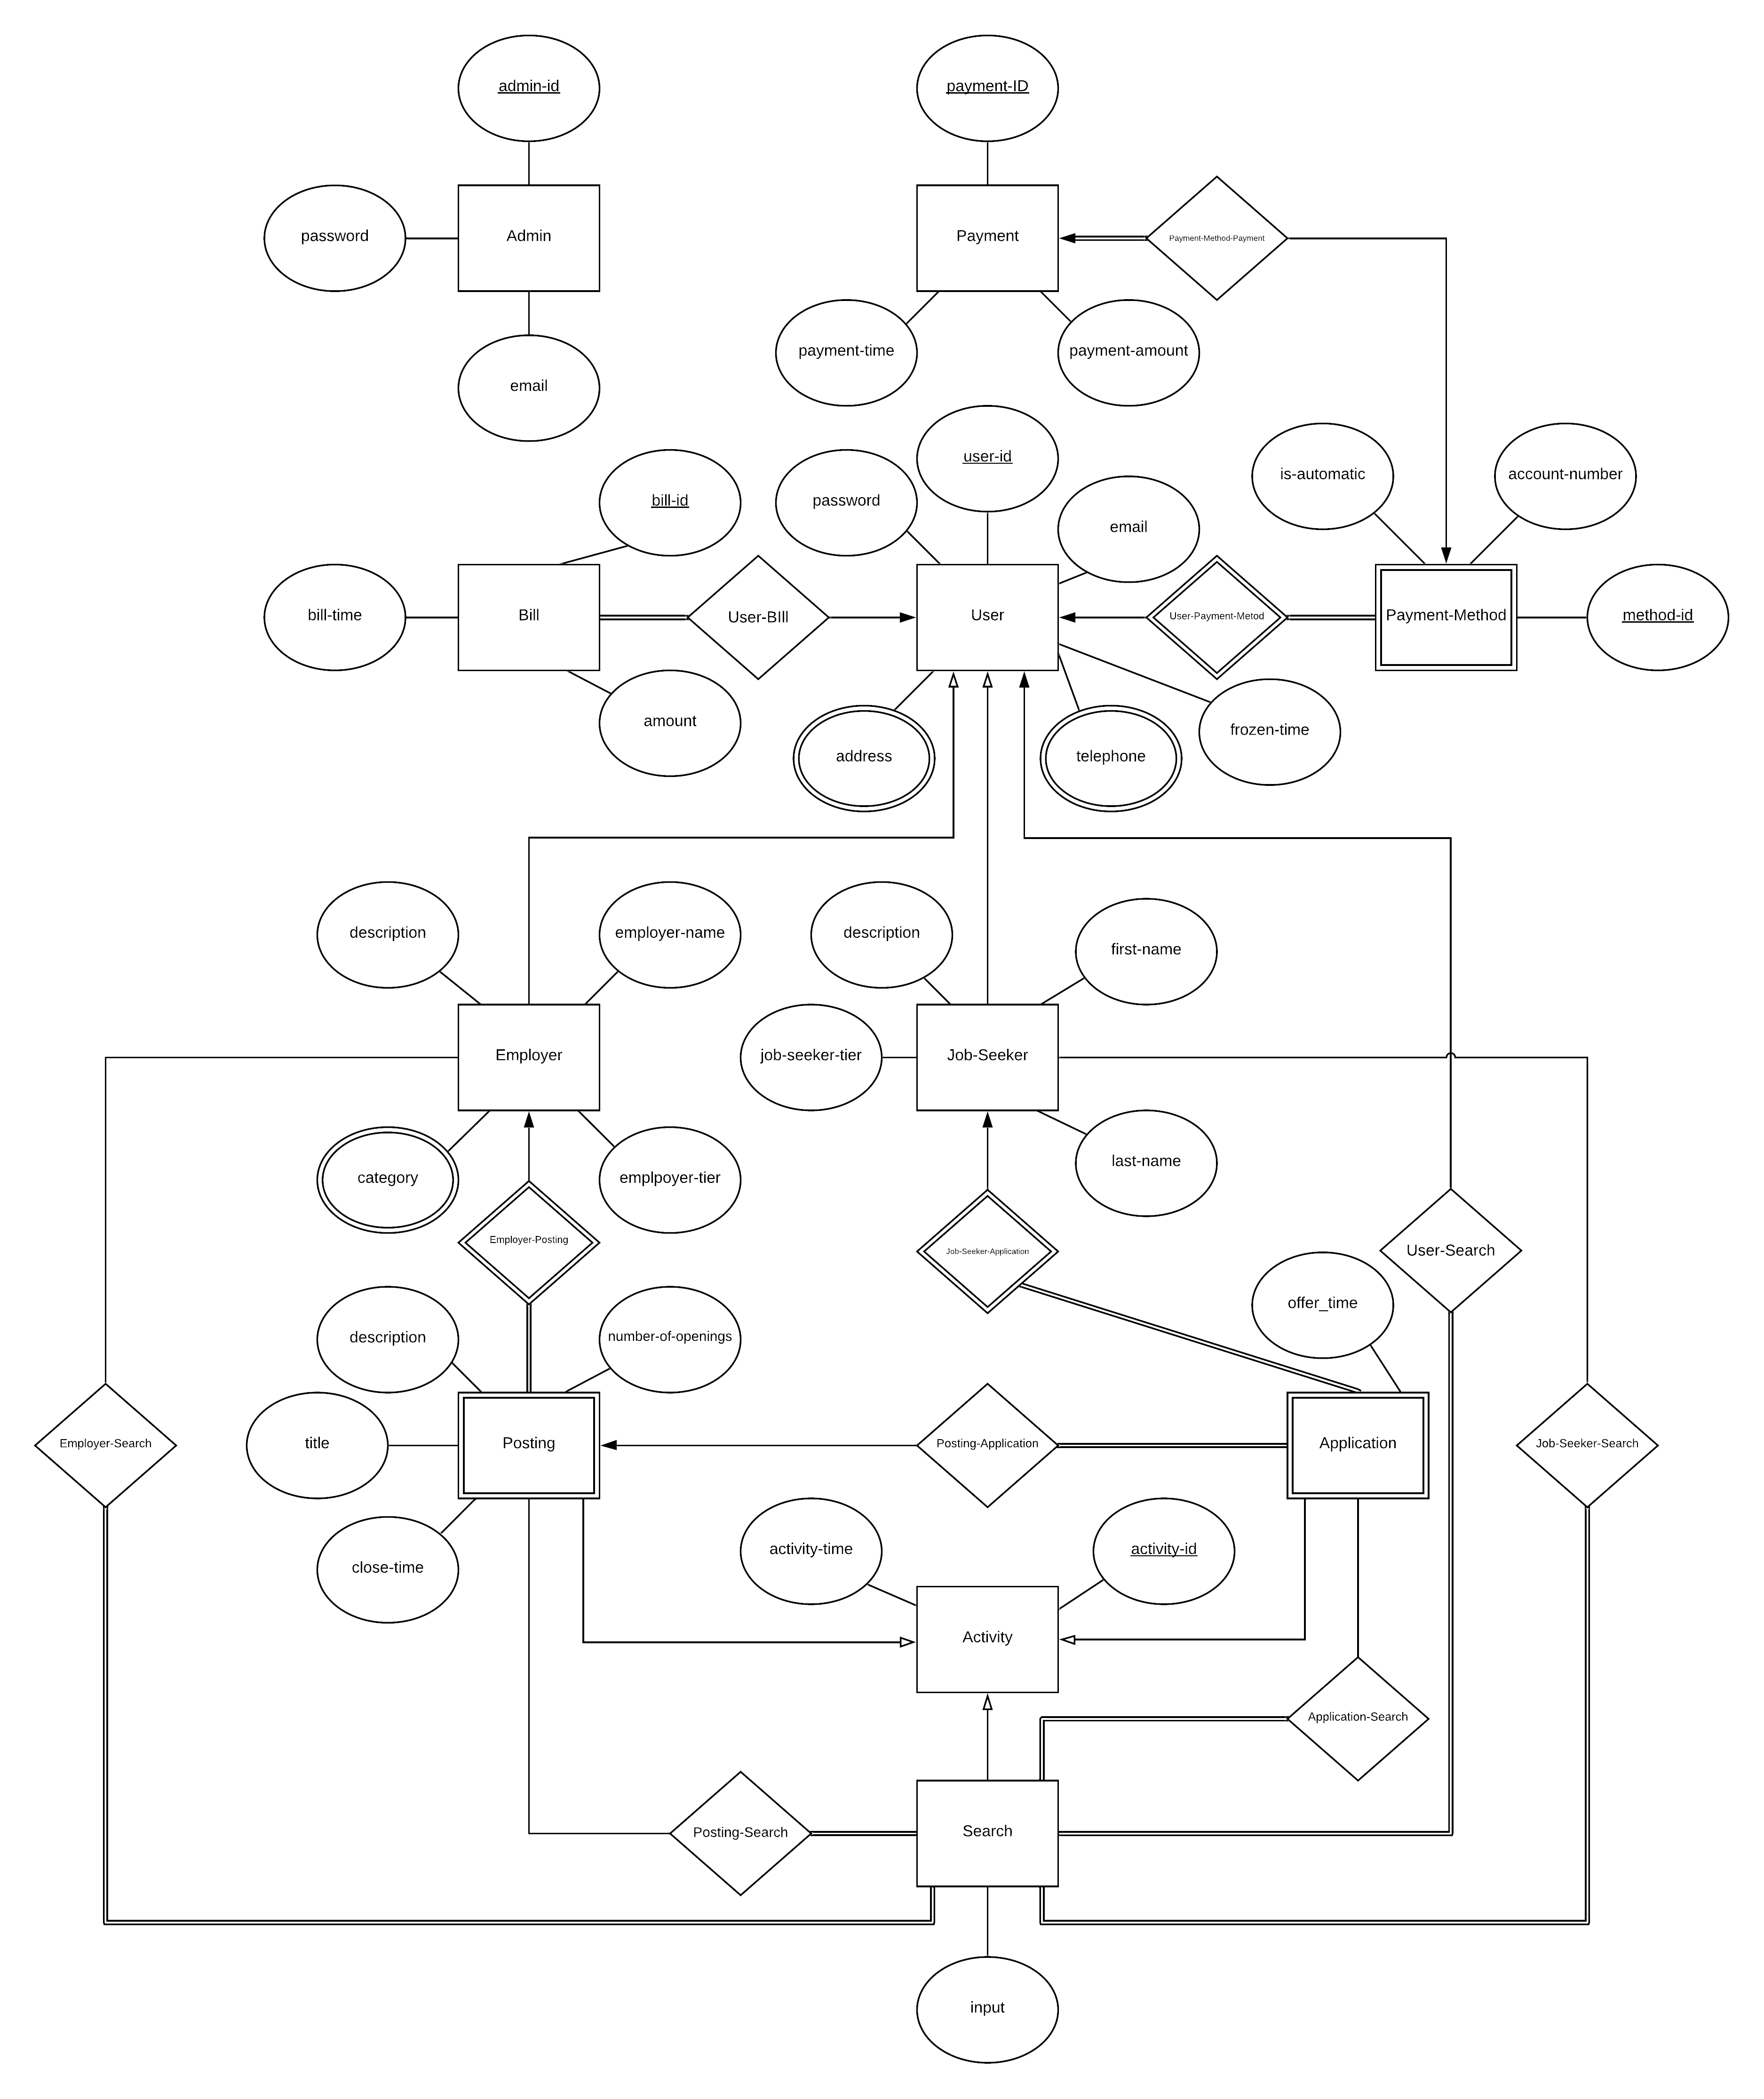 admin-id
payment-ID
password
Admin
Payment
Payment-Method-Payment
payment-time
payment-amount
email
user-id
is-automatic
account-number
bill-id
password
email
bill-time
Bill
User-BIll
User
User-Payment-Metod
Payment-Method
method-id
amount
address
telephone
frozen-time
description
employer-name
description
first-name
Employer
job-seeker-tier
Job-Seeker
category
emplpoyer-tier
last-name
Employer-Posting
Job-Seeker-Application
User-Search
description
number-of-openings
offer_time
Employer-Search
title
Posting
Posting-Application
Application
Job-Seeker-Search
close-time
activity-time
activity-id
Activity
Application-Search
Posting-Search
Search
input